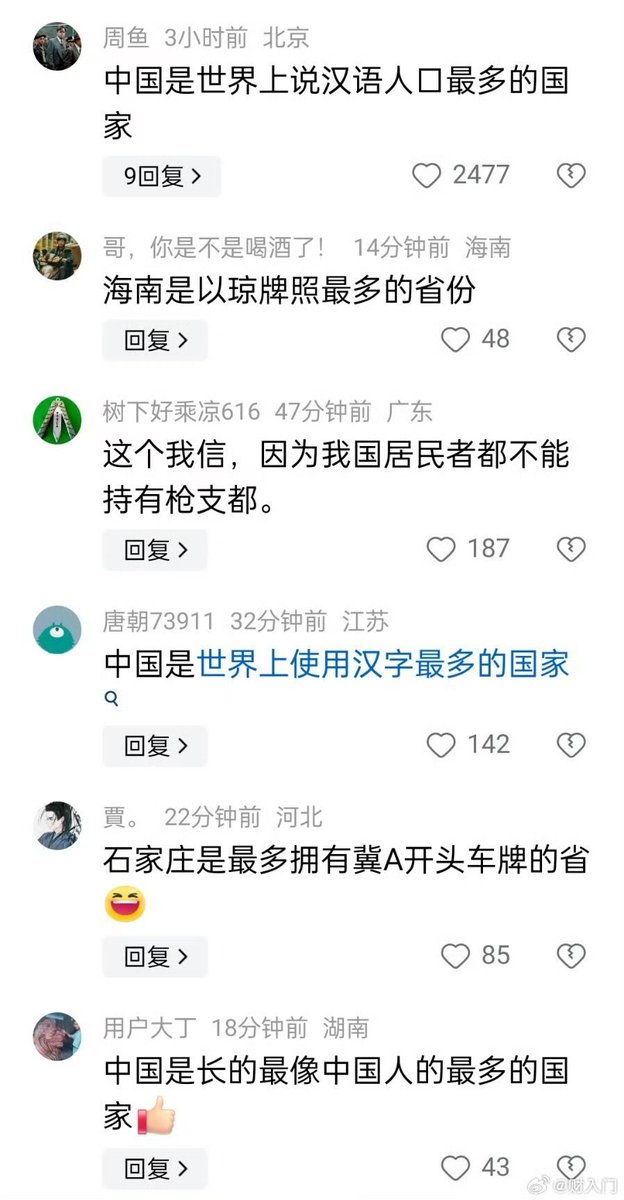 周鱼 3小时前 北京
中国是世界上说汉语人口最多的国
家
9回复 >
2477
哥，你是不是喝酒了！ 14分钟前 海南
海南是以琼牌照最多的省份
回复 >
48
树下好乘凉616 47分钟前 广东
这个我信，因为我国居民者都不能
持有枪支都。
回复 >
187
唐朝73911 32分钟前 江苏
中国是世界上使用汉字最多的国家
回复 >
142
賈。 22分钟前 河北
石家庄是最多拥有冀A开头车牌的省
回复 >
85
用户大丁 18分钟前 湖南
中国是长的最像中国人的最多的国
家
回复 >
43